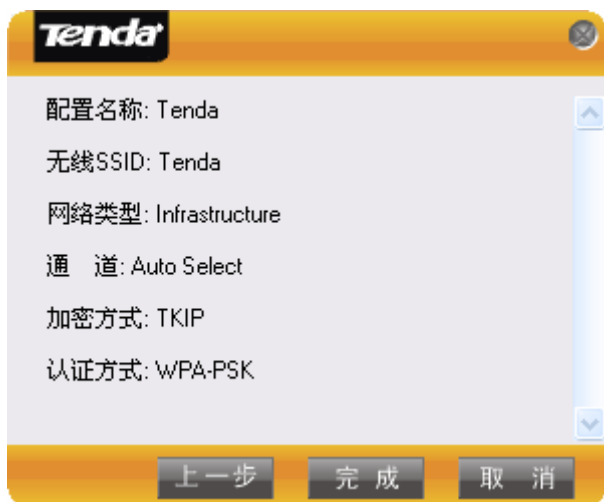 Tenda
配置名称: Tenda
无线SSID: Tenda
网络类型: Infrastructure
通　道: Auto Select
加密方式: TKIP
认证方式: WPA-PSK
上一步 完 成 取 消